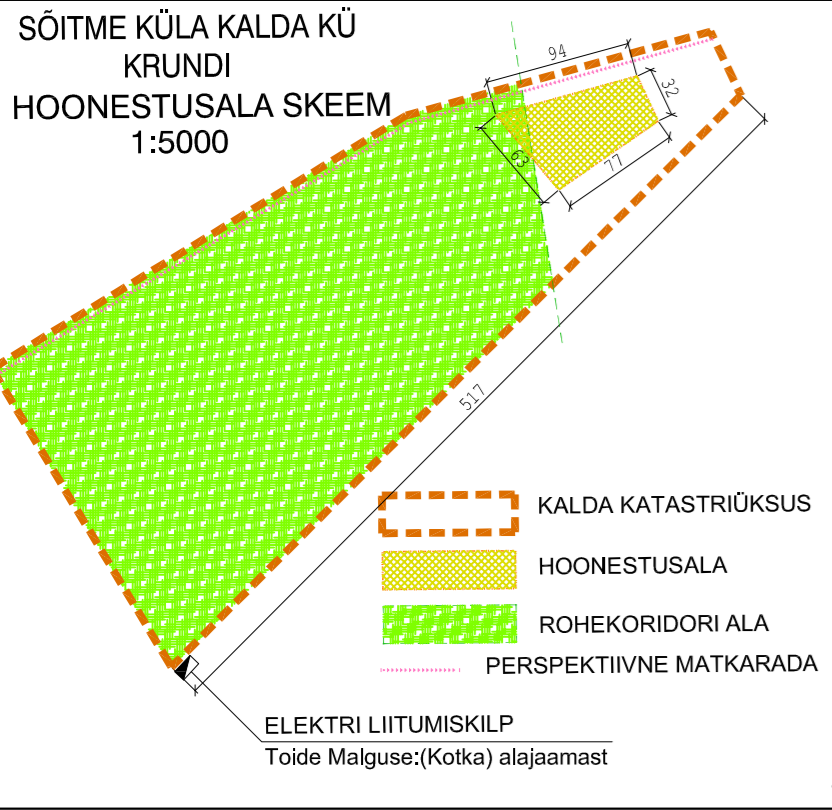 SÕITME KÜLA KALDA KÜ
KRUNDI
HOONESTUSALA SKEEM
1:5000
94
32
63
77
517
KALDA KATASTRIÜKSUS
HOONESTUSALA
ROHEKORIDORI ALA
PERSPEKTIIVNE MATKARADA
ELEKTRI LIITUMISKILP
Toide Malguse:(Kotka) alajaamast